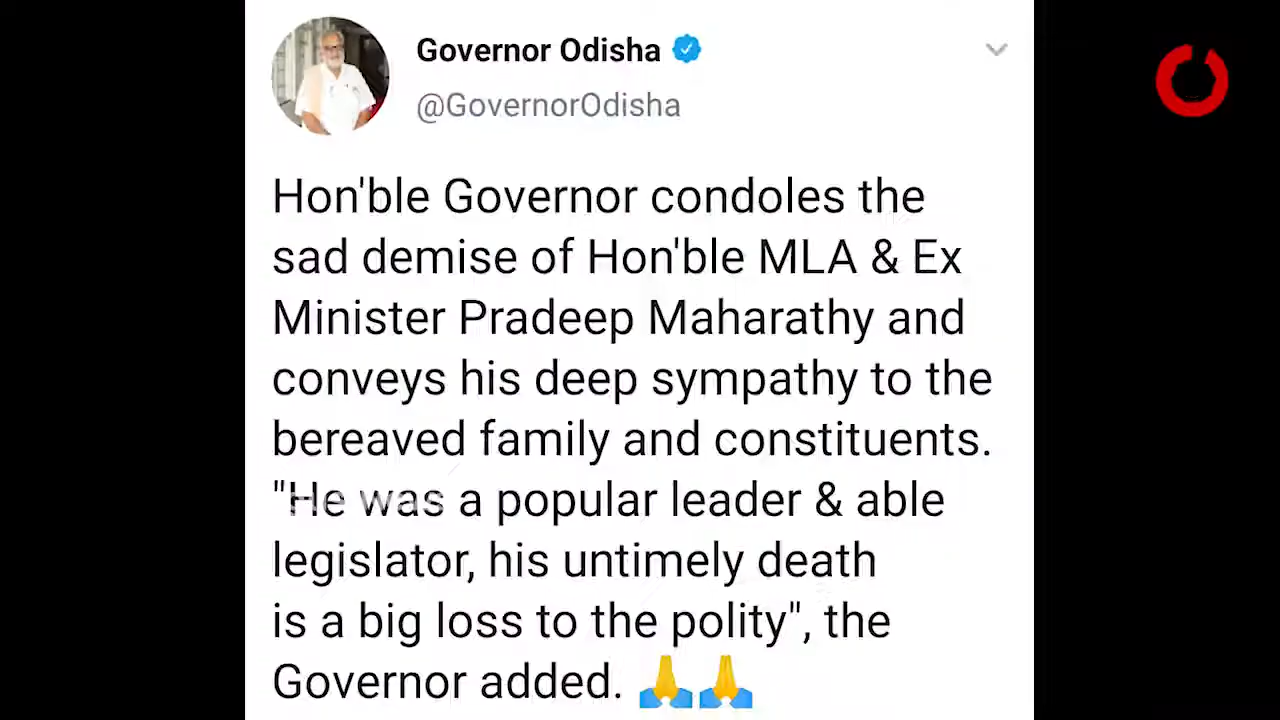 Governor Odisha
@GovernorOdisha
Hon'ble Governor condoles the
sad demise of Hon'ble MLA & Ex
Minister Pradeep Maharathy and
conveys his deep sympathy to the
bereaved family and constituents.
"He was a popular leader & able
legislator, his untimely death
is a big loss to the polity", the
Governor added. 🙏🙏